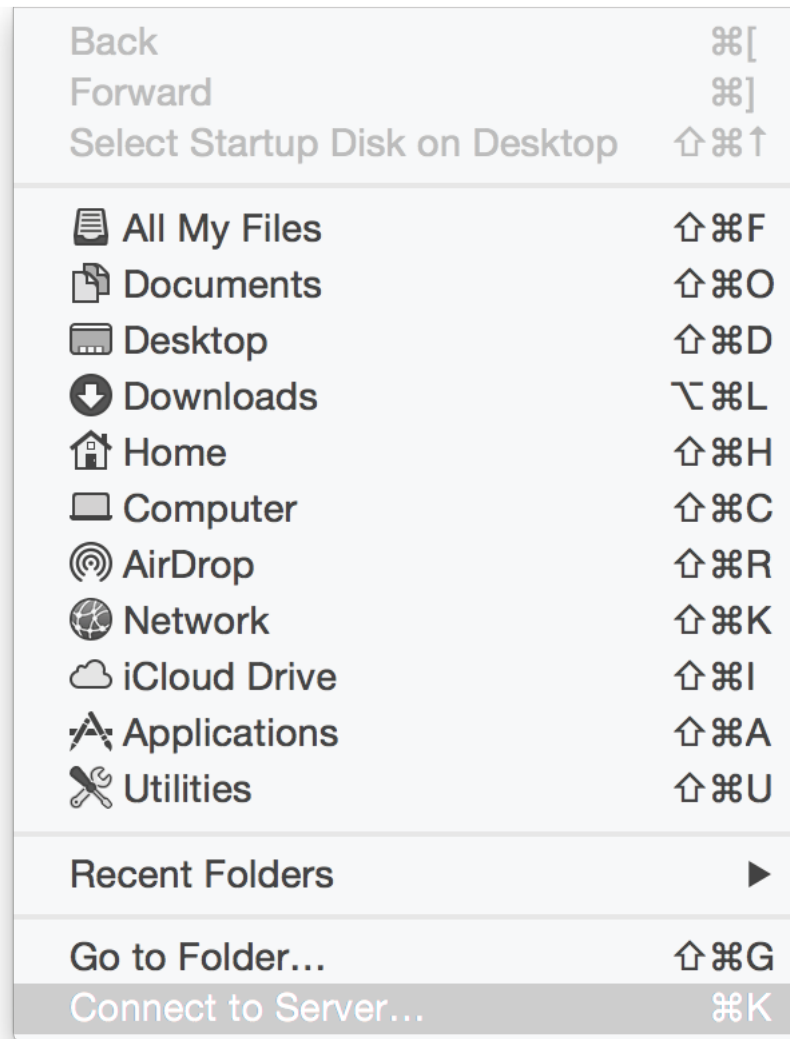 Back ⌘[
Forward ⌘]
Select Startup Disk on Desktop ⇧⌘↑
All My Files ⇧⌘F
Documents ⇧⌘O
Desktop ⇧⌘D
Downloads ⌥⌘L
Home ⇧⌘H
Computer ⇧⌘C
AirDrop ⇧⌘R
Network ⇧⌘K
iCloud Drive ⇧⌘I
Applications ⇧⌘A
Utilities ⇧⌘U
Recent Folders ▶
Go to Folder... ⇧⌘G
Connect to Server... ⌘K